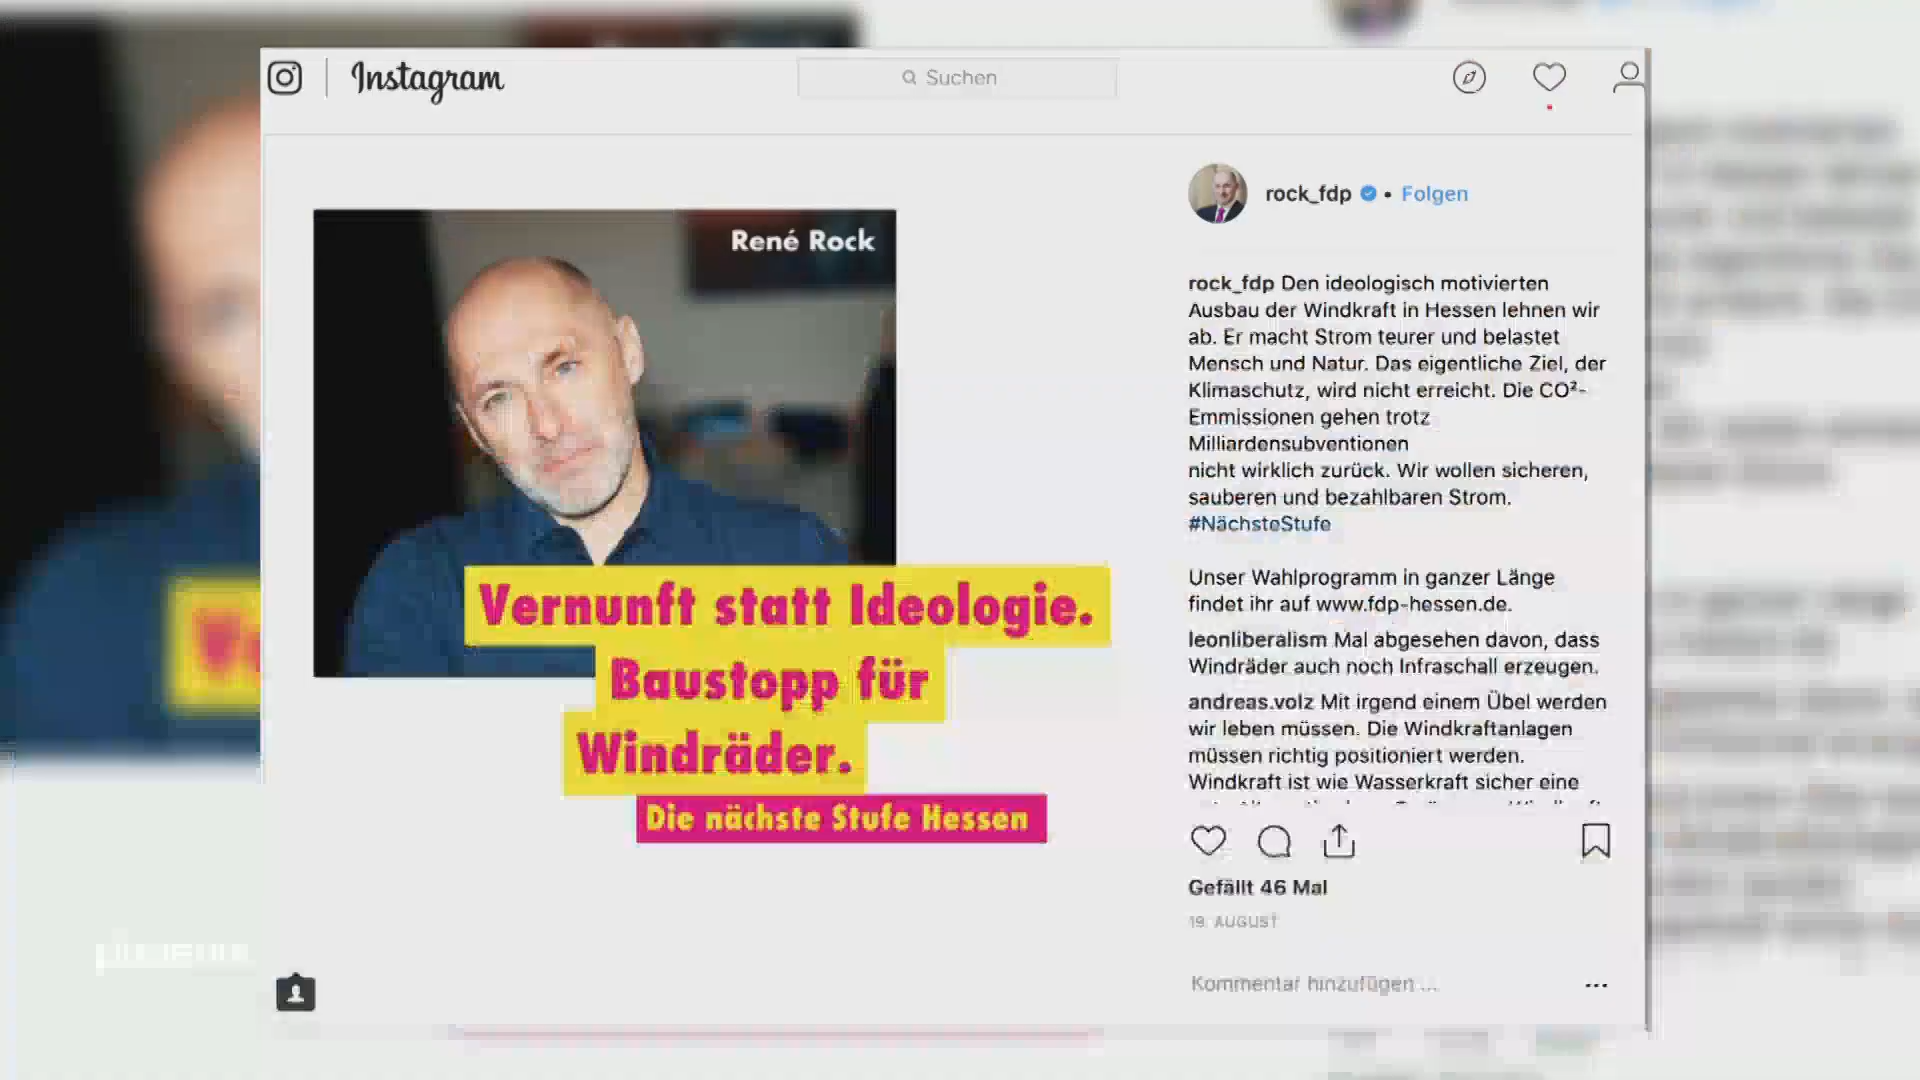 Instagram
Suchen
rock_fdp • Folgen
René Rock
rock_fdp Den ideologisch motivierten
Ausbau der Windkraft in Hessen lehnen wir
ab. Er macht Strom teurer und belastet
Mensch und Natur. Das eigentliche Ziel, der
Klimaschutz, wird nicht erreicht. Die CO²-
Emmissionen gehen trotz
Milliardensubventionen
nicht wirklich zurück. Wir wollen sicheren,
sauberen und bezahlbaren Strom.
#NächsteStufe
Unser Wahlprogramm in ganzer Länge
findet ihr auf www.fdp-hessen.de.
leonliberalism Mal abgesehen davon, dass
Windräder auch noch Infraschall erzeugen.
andreas.volz Mit irgend einem Übel werden
wir leben müssen. Die Windkraftanlagen
müssen richtig positioniert werden.
Windkraft ist wie Wasserkraft sicher eine
Vernunft statt Ideologie.
Baustopp für
Windräder.
Die nächste Stufe Hessen
Gefällt 46 Mal
19. AUGUST
Kommentar hinzufügen ...